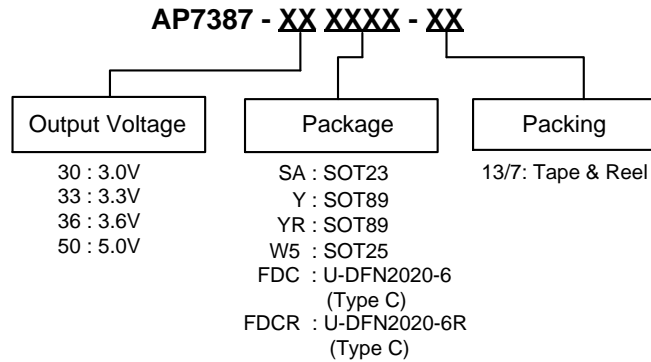 AP7387 - XX XXXX - XX
Output Voltage
30 : 3.0V
33 : 3.3V
36 : 3.6V
50 : 5.0V
Package
SA : SOT23
Y : SOT89
YR : SOT89
W5 : SOT25
FDC : U-DFN2020-6
(Type C)
FDCR : U-DFN2020-6R
(Type C)
Packing
13/7: Tape & Reel